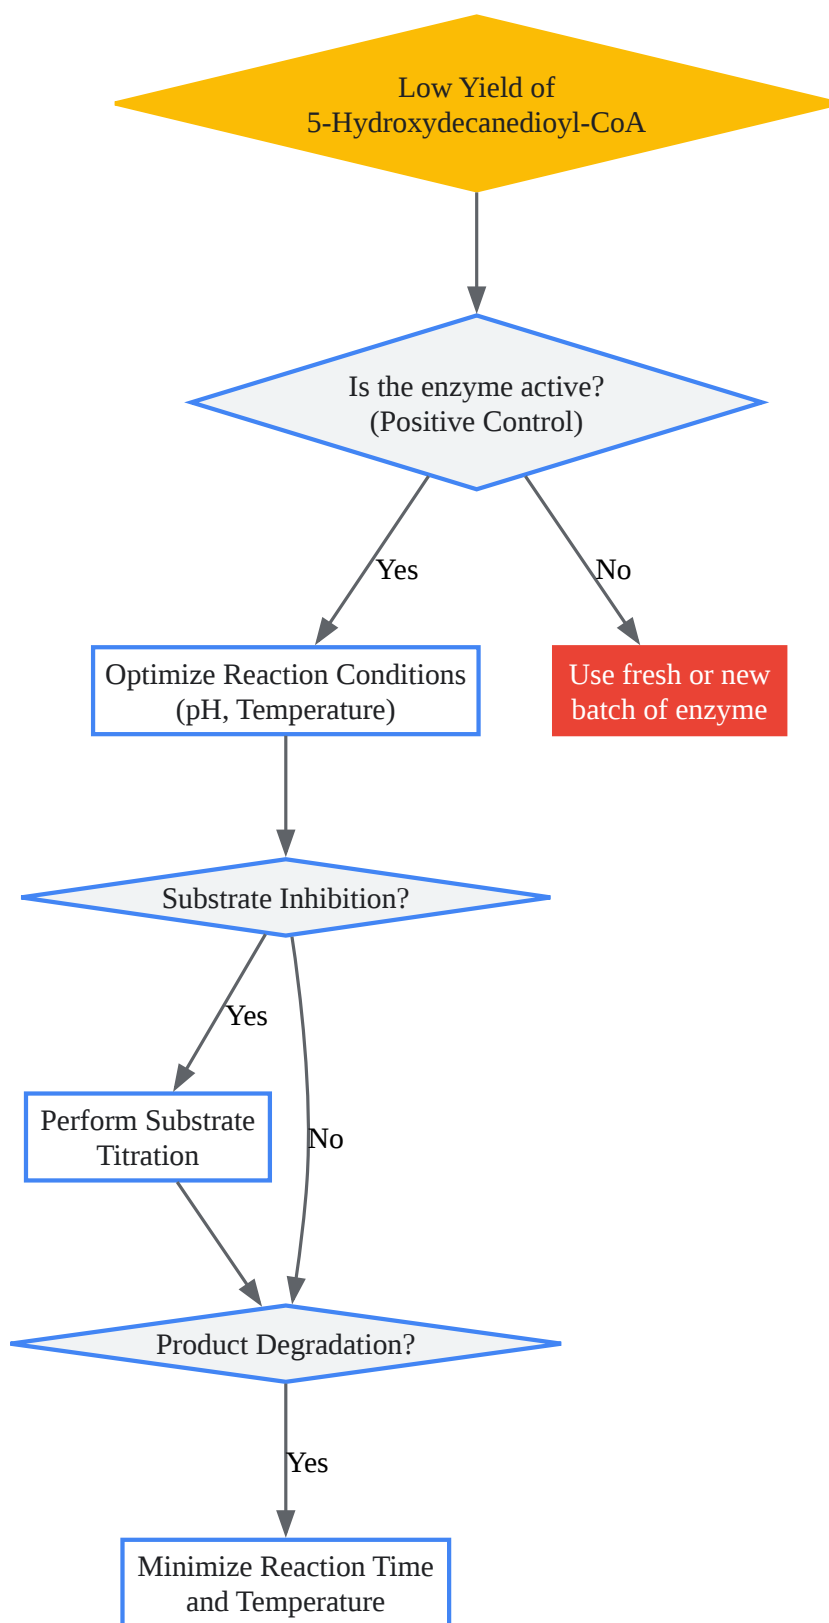 Low Yield of
5-Hydroxydecanedioyl-CoA
Is the enzyme active?
(Positive Control)
Yes
No
Optimize Reaction Conditions
(pH, Temperature)
Use fresh or new
batch of enzyme
Substrate Inhibition?
Yes
Perform Substrate
Titration
No
Product Degradation?
Yes
Minimize Reaction Time
and Temperature